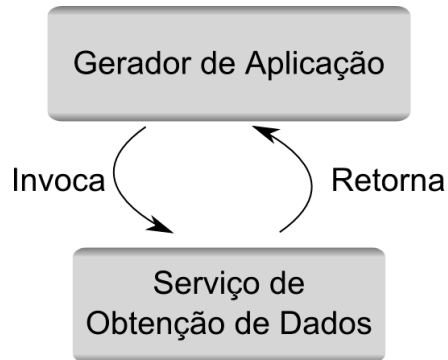 Gerador de Aplicação
Invoca
Retorna
Serviço de
Obtenção de Dados